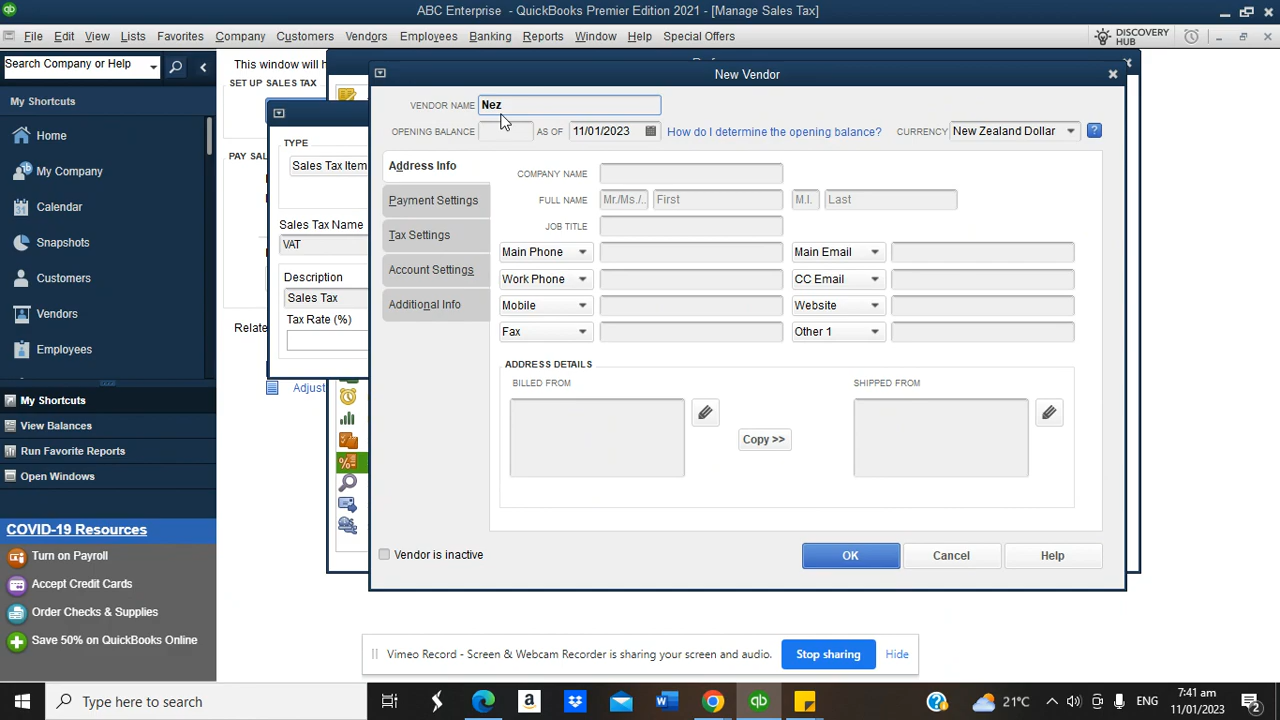 ABC Enterprise - QuickBooks Premier Edition 2021 - [Manage Sales Tax]
File Edit View Lists Favorites Company Customers Vendors Employees Banking Reports Window Help Special Offers
DISCOVERY
HUB
Search Company or Help
My Shortcuts
Home
My Company
Calendar
Snapshots
Customers
Vendors
Employees
My Shortcuts
View Balances
Run Favorite Reports
Open Windows
COVID-19 Resources
Turn on Payroll
Accept Credit Cards
Order Checks & Supplies
Save 50% on QuickBooks Online
This window will
SET UP SALES TAX
PAY SAL
Relate
Adjust
TYPE
Sales Tax Item
Sales Tax Name
VAT
Description
Sales Tax
Tax Rate (%)
New Vendor
VENDOR NAME Nez
OPENING BALANCE AS OF 11/01/2023 How do I determine the opening balance? CURRENCY New Zealand Dollar ?
Address Info
Payment Settings
Tax Settings
Account Settings
Additional Info
COMPANY NAME
FULL NAME Mr./Ms./.. First M.I. Last
JOB TITLE
Main Phone Main Email
Work Phone CC Email
Mobile Website
Fax Other 1
ADDRESS DETAILS
BILLED FROM SHIPPED FROM
Copy >>
Vendor is inactive
OK Cancel Help
Vimeo Record - Screen & Webcam Recorder is sharing your screen and audio. Stop sharing Hide
Type here to search
21°C ENG
7:41 am
11/01/2023
2